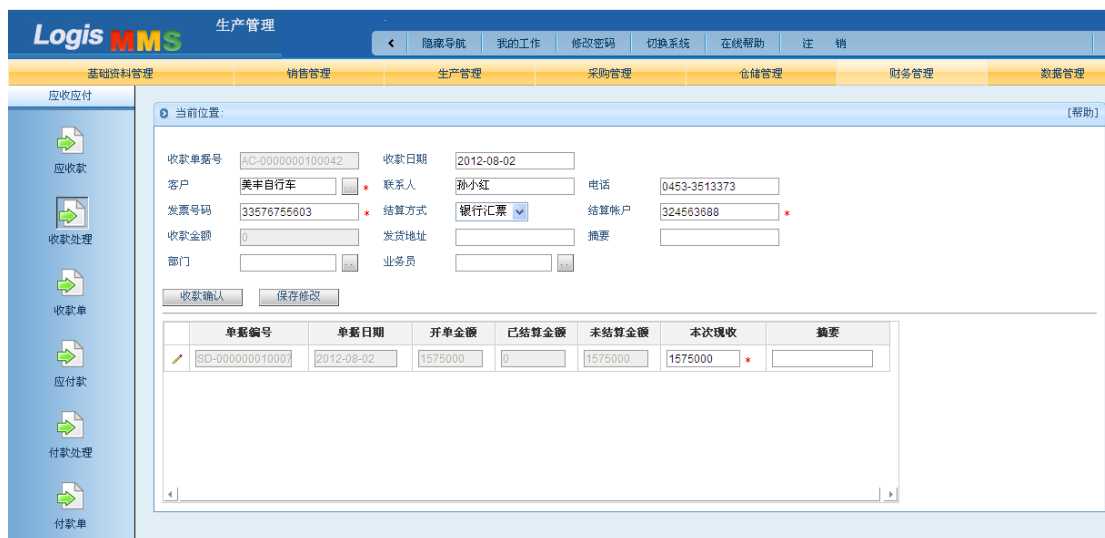 Logis MMS 生产管理
隐藏导航 我的工作 修改密码 切换系统 在线帮助 注 销
基础资料管理 销售管理 生产管理 采购管理 仓储管理 财务管理 数据管理
应收应付
当前位置: [帮助]
应收款
收款处理
收款单
应付款
付款处理
付款单
收款单据号 AC-0000000100042 收款日期 2012-08-02
客户 美丰自行车 * 联系人 孙小红 电话 0453-3513373
发票号码 33576755603 * 结算方式 银行汇票 结算帐户 324563688 *
收款金额 0 发货地址 摘要
部门 .. 业务员 ..
收款确认 保存修改
单据编号 单据日期 开单金额 已结算金额 未结算金额 本次现收 摘要
SD-000000010007 2012-08-02 1575000 0 1575000 1575000 *